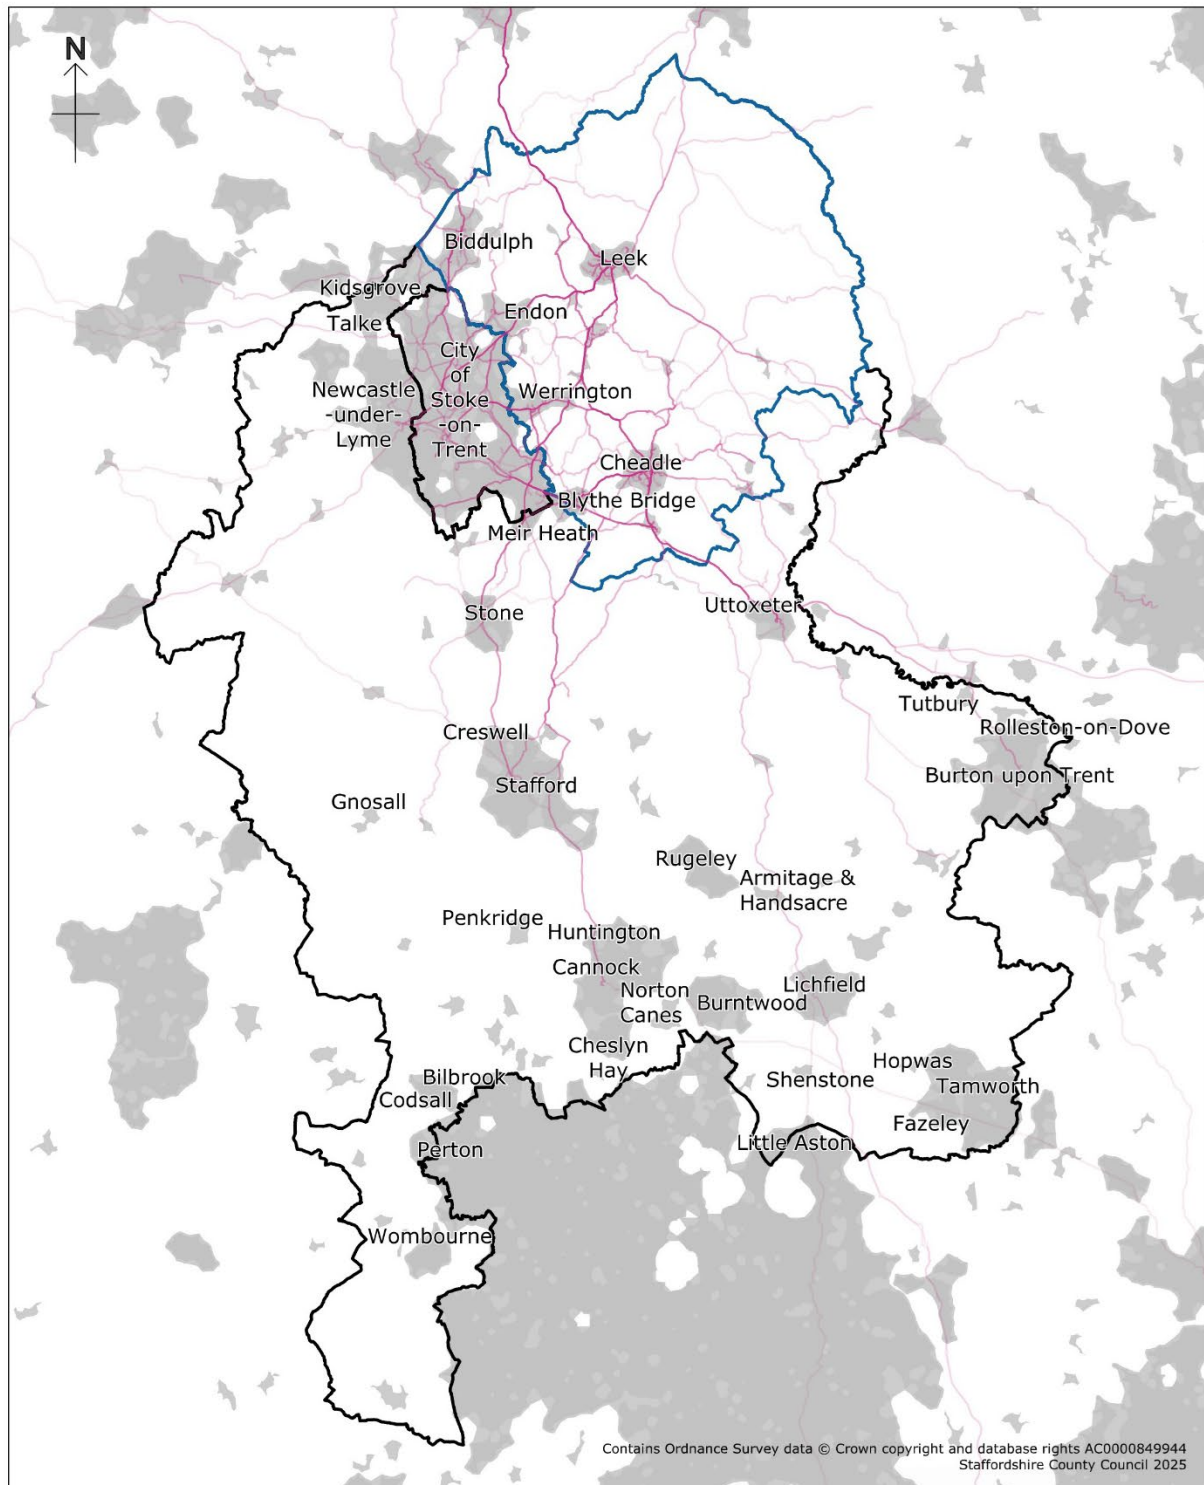 N
Biddulph
Leek
Kidsgrove
Endon
Talke
City
of
Stoke
-on-
Trent
Newcastle
-under-
Lyme
Werrington
Cheadle
Blythe Bridge
Meir Heath
Stone
Uttoxeter
Tutbury
Rolleston-on-Dove
Creswell
Burton upon Trent
Stafford
Gnosall
Rugeley
Armitage &
Handsacre
Penkridge
Huntington
Cannock
Norton
Canes
Burntwood
Lichfield
Cheslyn
Hay
Hopwas
Bilbrook
Shenstone
Tamworth
Codsall
Fazeley
Perton
Little Aston
Wombourne
Contains Ordnance Survey data © Crown copyright and database rights AC0000849944
Staffordshire County Council 2025